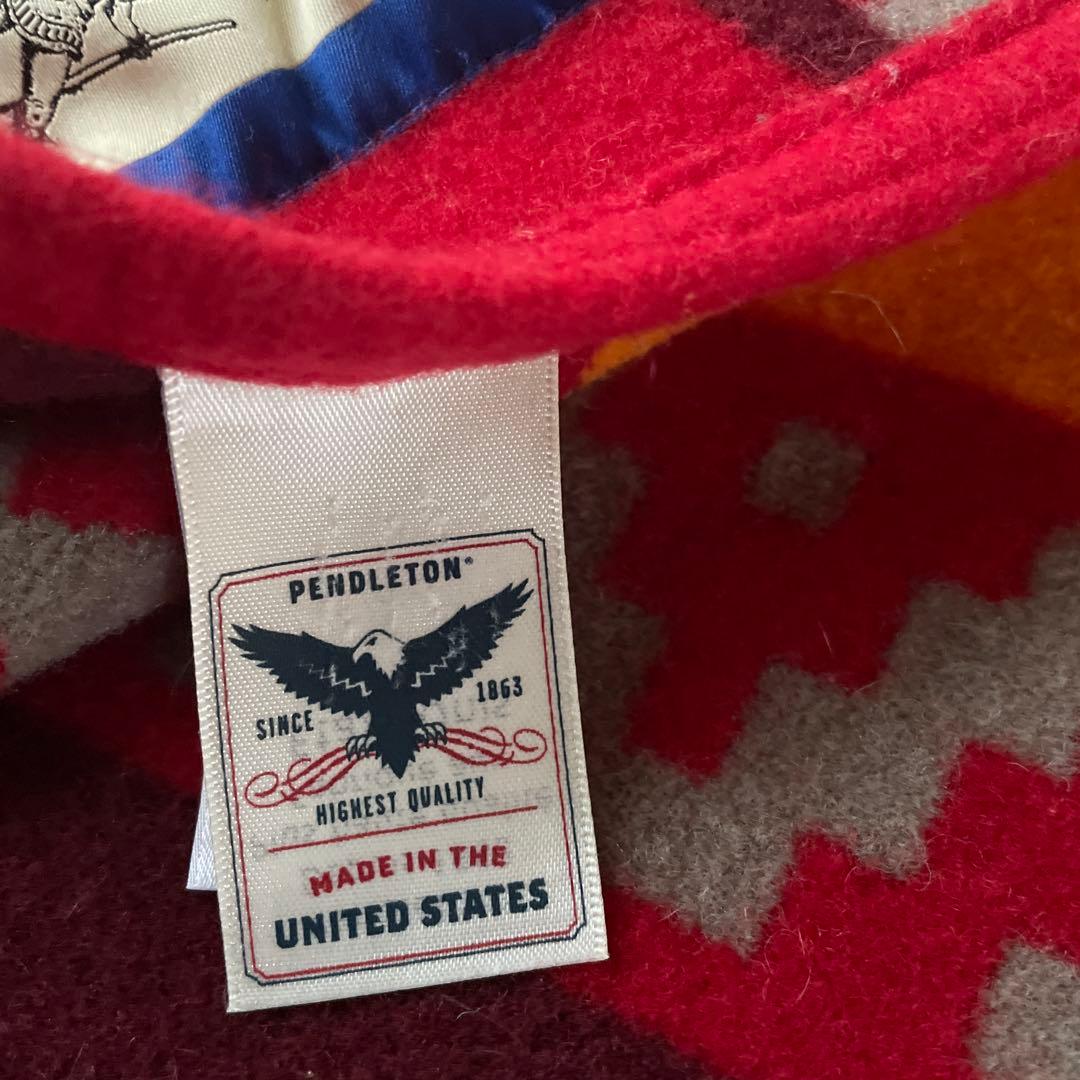 PENDLETON®
SINCE 1863
HIGHEST QUALITY
MADE IN THE
UNITED STATES